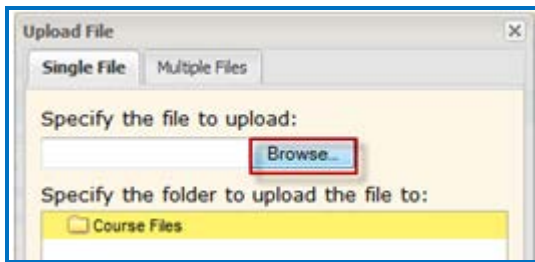 Upload File
Single File Multiple Files
Specify the file to upload:
Browse...
Specify the folder to upload the file to:
Course Files